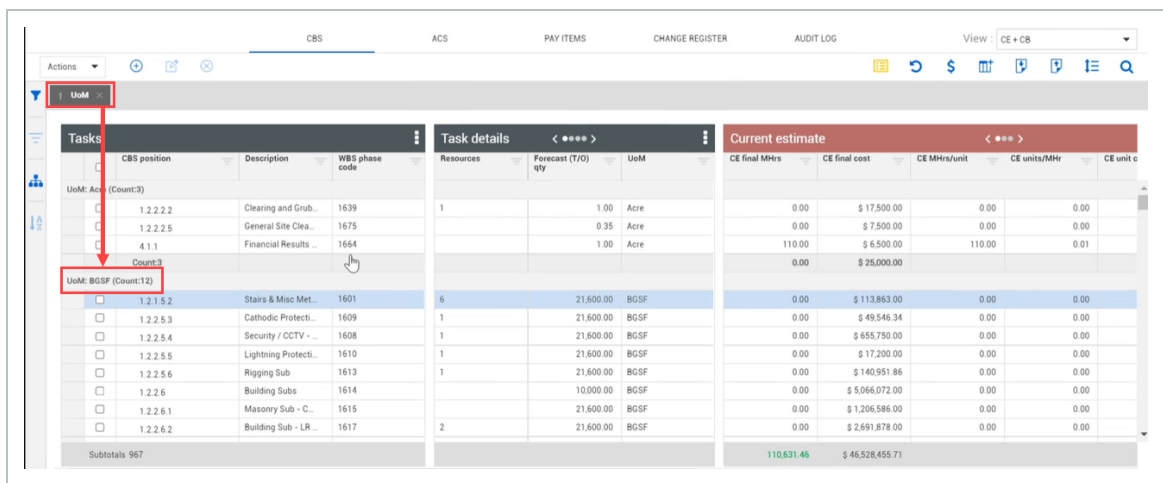 CBS ACS PAY ITEMS CHANGE REGISTER AUDIT LOG View : CE + CB
Actions
UoM
Tasks Task details Current estimate
CBS position Description WBS phase code Resources Forecast (T/O) qty UoM CE final MHrs CE final cost CE MHrs/unit CE units/MHr CE unit c
UoM: Acre (Count:3)
1.2.2.2.2 Clearing and Grub... 1639 1 1.00 Acre 0.00 $ 17,500.00 0.00 0.00
1.2.2.2.5 General Site Clea... 1675 0.35 Acre 0.00 $ 7,500.00 0.00 0.00
4.1.1 Financial Results ... 1664 1.00 Acre 110.00 $ 6,500.00 110.00 0.01
Count:3 0.00 $ 25,000.00
UoM: BGSF (Count:12)
1.2.1.5.2 Stairs & Misc Met... 1601 6 21,600.00 BGSF 0.00 $ 113,863.00 0.00 0.00
1.2.2.5.3 Cathodic Protecti... 1609 1 21,600.00 BGSF 0.00 $ 49,546.34 0.00 0.00
1.2.2.5.4 Security / CCTV - ... 1608 1 21,600.00 BGSF 0.00 $ 655,750.00 0.00 0.00
1.2.2.5.5 Lightning Protecti... 1610 1 21,600.00 BGSF 0.00 $ 17,200.00 0.00 0.00
1.2.2.5.6 Rigging Sub 1613 1 21,600.00 BGSF 0.00 $ 140,951.86 0.00 0.00
1.2.2.6 Building Subs 1614 10,000.00 BGSF 0.00 $ 5,066,072.00 0.00 0.00
1.2.2.6.1 Masonry Sub - C... 1615 21,600.00 BGSF 0.00 $ 1,206,586.00 0.00 0.00
1.2.2.6.2 Building Sub - LR ... 1617 2 21,600.00 BGSF 0.00 $ 2,691,878.00 0.00 0.00
Subtotals 967 110,631.46 $ 46,528,455.71